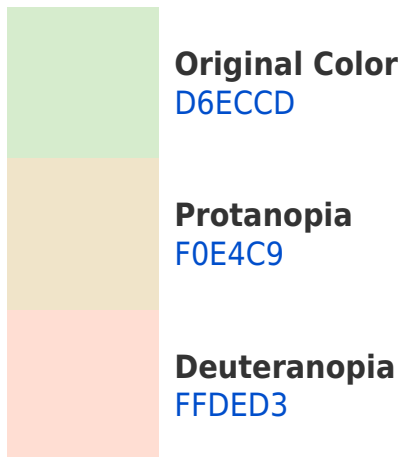 Original Color
D6ECCD
Protanopia
F0E4C9
Deuteranopia
FFDED3